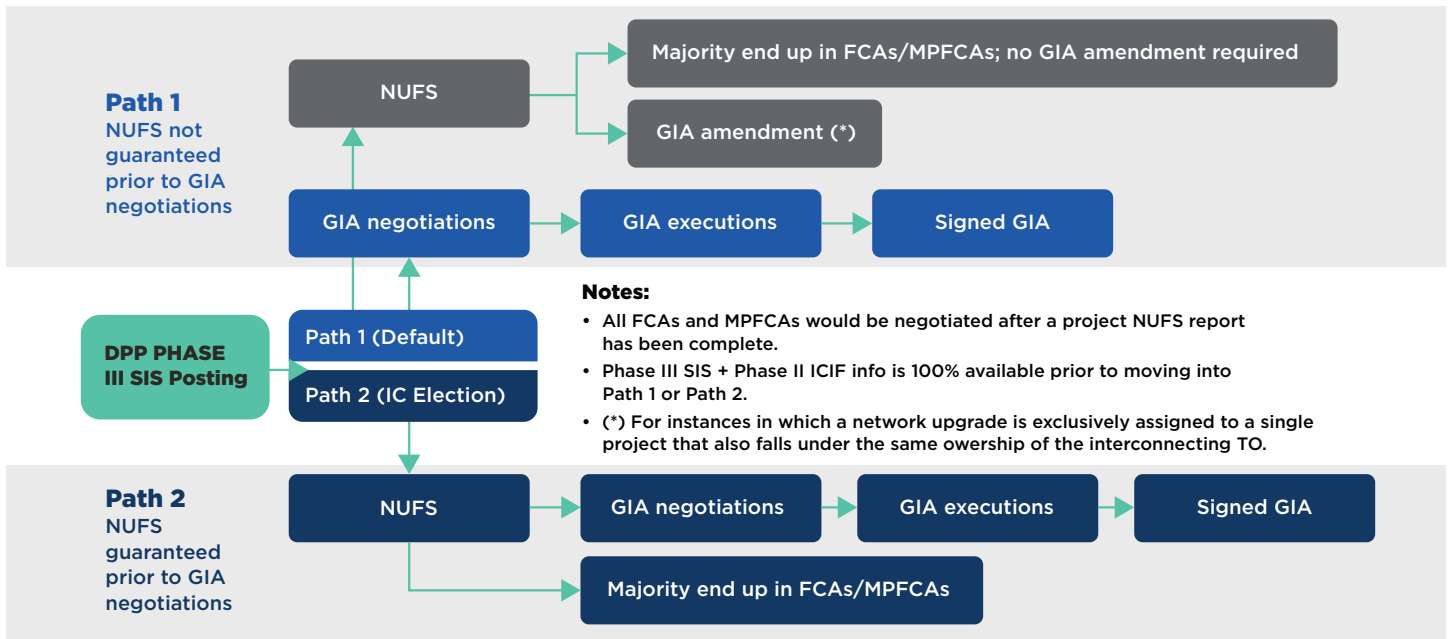 Majority end up in FCAs/MPFCAs; no GIA amendment required
NUFS
GIA amendment (*)
Path 1
NUFS not
guaranteed
prior to GIA
negotiations
GIA negotiations
GIA executions
Signed GIA
DPP PHASE
III SIS Posting
Path 1 (Default)
Path 2 (IC Election)
Notes:
• All FCAs and MPFCAs would be negotiated after a project NUFS report
has been complete.
• Phase III SIS + Phase II ICIF info is 100% available prior to moving into
Path 1 or Path 2.
• (*) For instances in which a network upgrade is exclusively assigned to a single
project that also falls under the same owership of the interconnecting TO.
Path 2
NUFS
guaranteed
prior to GIA
negotiations
NUFS
GIA negotiations
GIA executions
Signed GIA
Majority end up in FCAs/MPFCAs